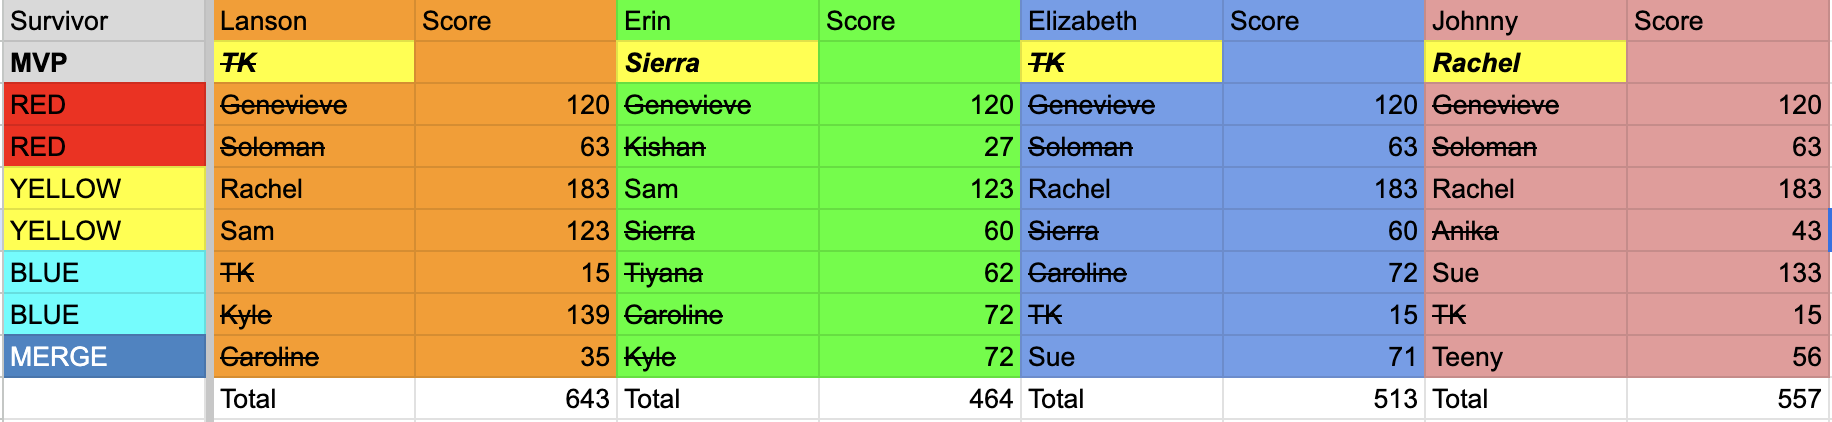 Survivor Lanson Score Erin Score Elizabeth Score Johnny Score
MVP TK Sierra TK Rachel
RED Genevieve 120 Genevieve 120 Genevieve 120 Genevieve 120
RED Soloman 63 Kishan 27 Soloman 63 Soloman 63
YELLOW Rachel 183 Sam 123 Rachel 183 Rachel 183
YELLOW Sam 123 Sierra 60 Sierra 60 Anika 43
BLUE TK 15 Tiyana 62 Caroline 72 Sue 133
BLUE Kyle 139 Caroline 72 TK 15 TK 15
MERGE Caroline 35 Kyle 72 Sue 71 Teeny 56
Total 643 Total 464 Total 513 Total 557